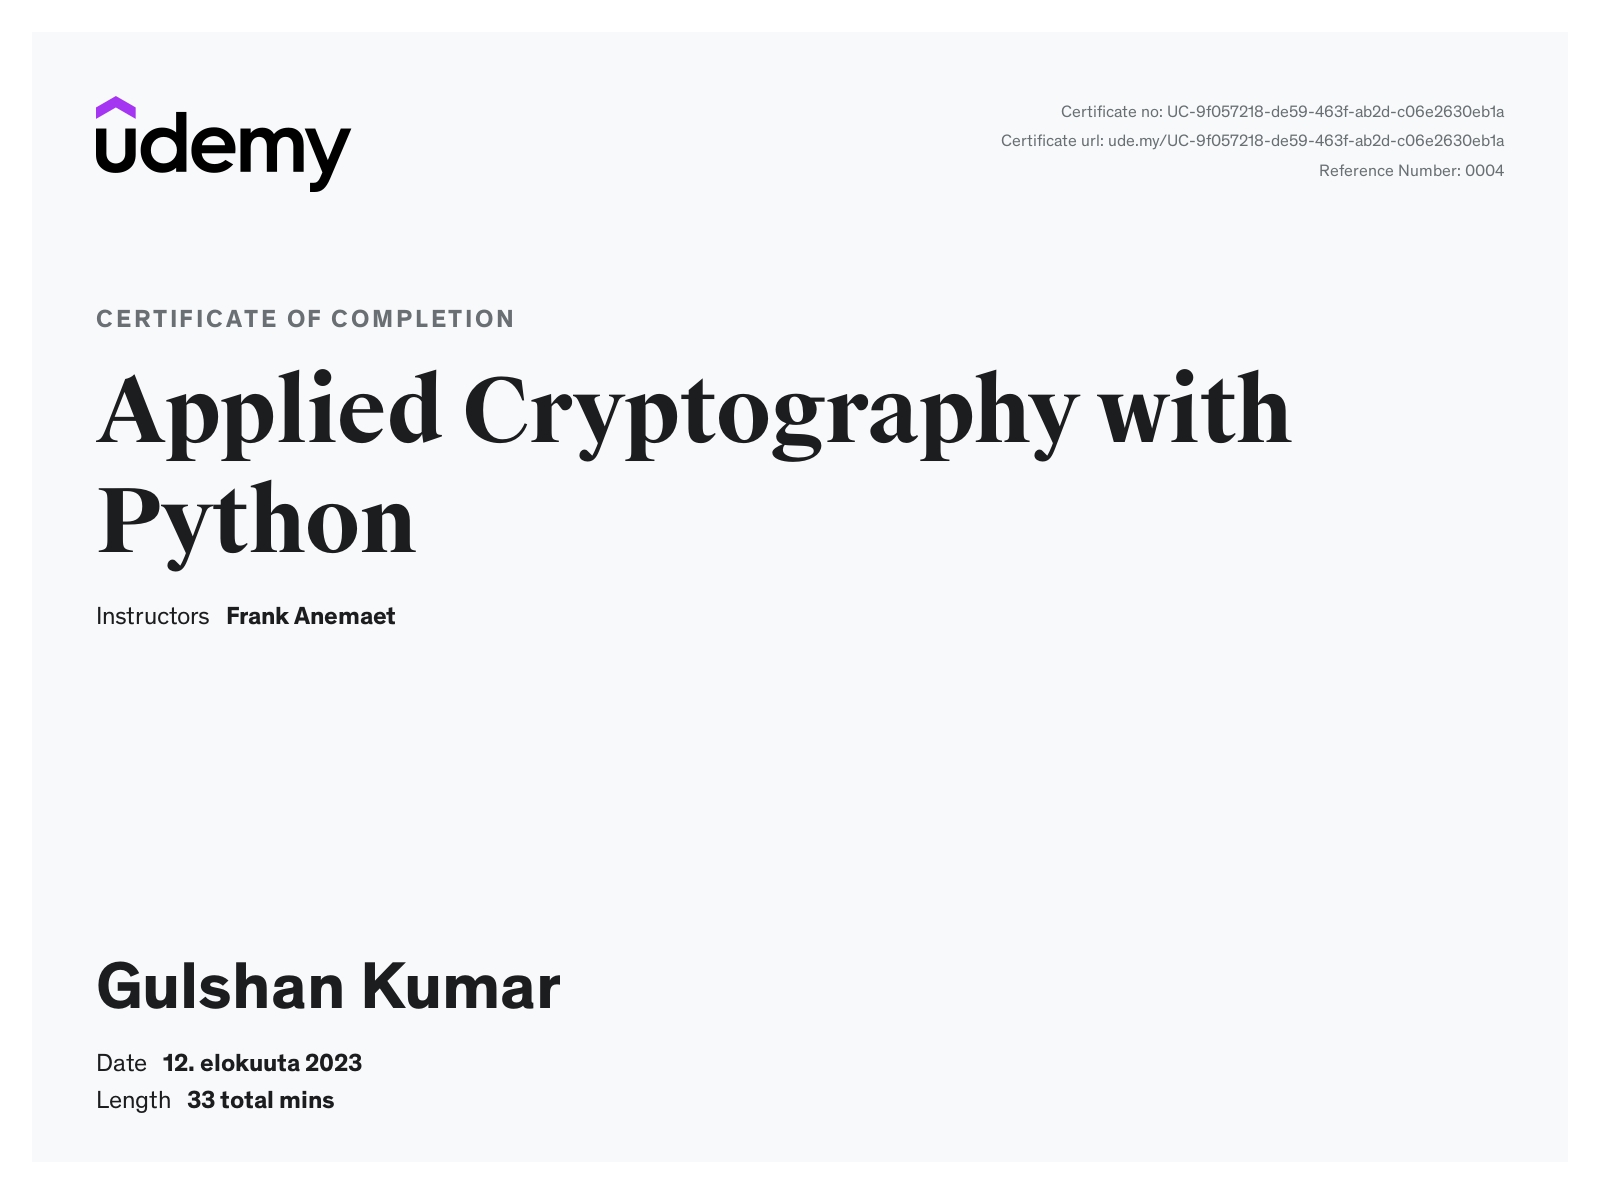 udemy
Certificate no: UC-9f057218-de59-463f-ab2d-c06e2630eb1a
Certificate url: ude.my/UC-9f057218-de59-463f-ab2d-c06e2630eb1a
Reference Number: 0004
CERTIFICATE OF COMPLETION
Applied Cryptography with
Python
Instructors Frank Anemaet
Gulshan Kumar
Date 12. elokuuta 2023
Length 33 total mins